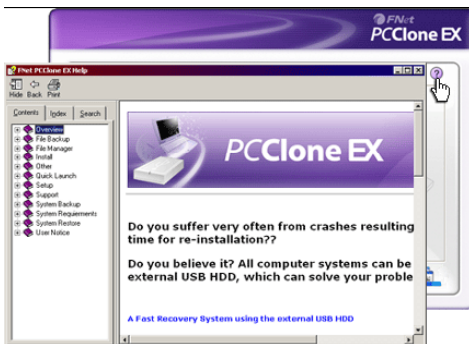 FNet
PCClone EX
FNet PCClone EX Help
Hide Back Print
Contents Index Search
Overview
File Backup
File Manager
Install
Other
Quick Launch
Setup
Support
System Backup
System Requierments
System Restore
User Notice
PCClone EX
Do you suffer very often from crashes resulting
time for re-installation??
Do you believe it? All computer systems can be
external USB HDD, which can solve your proble
A Fast Recovery System using the external USB HDD